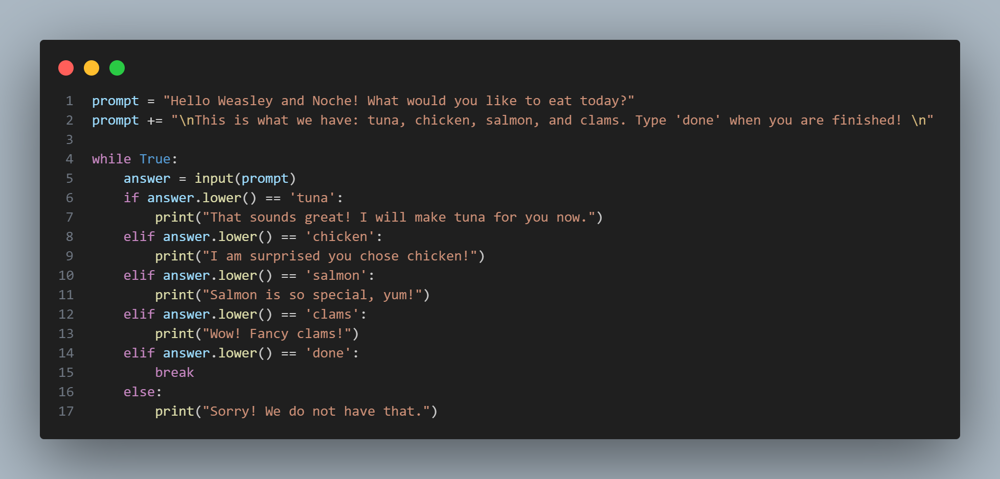 1 prompt = "Hello Weasley and Noche! What would you like to eat today?"
2 prompt += "\nThis is what we have: tuna, chicken, salmon, and clams. Type 'done' when you are finished! \n"
3
4 while True:
5     answer = input(prompt)
6     if answer.lower() == 'tuna':
7         print("That sounds great! I will make tuna for you now.")
8     elif answer.lower() == 'chicken':
9         print("I am surprised you chose chicken!")
10     elif answer.lower() == 'salmon':
11         print("Salmon is so special, yum!")
12     elif answer.lower() == 'clams':
13         print("Wow! Fancy clams!")
14     elif answer.lower() == 'done':
15         break
16     else:
17         print("Sorry! We do not have that.")